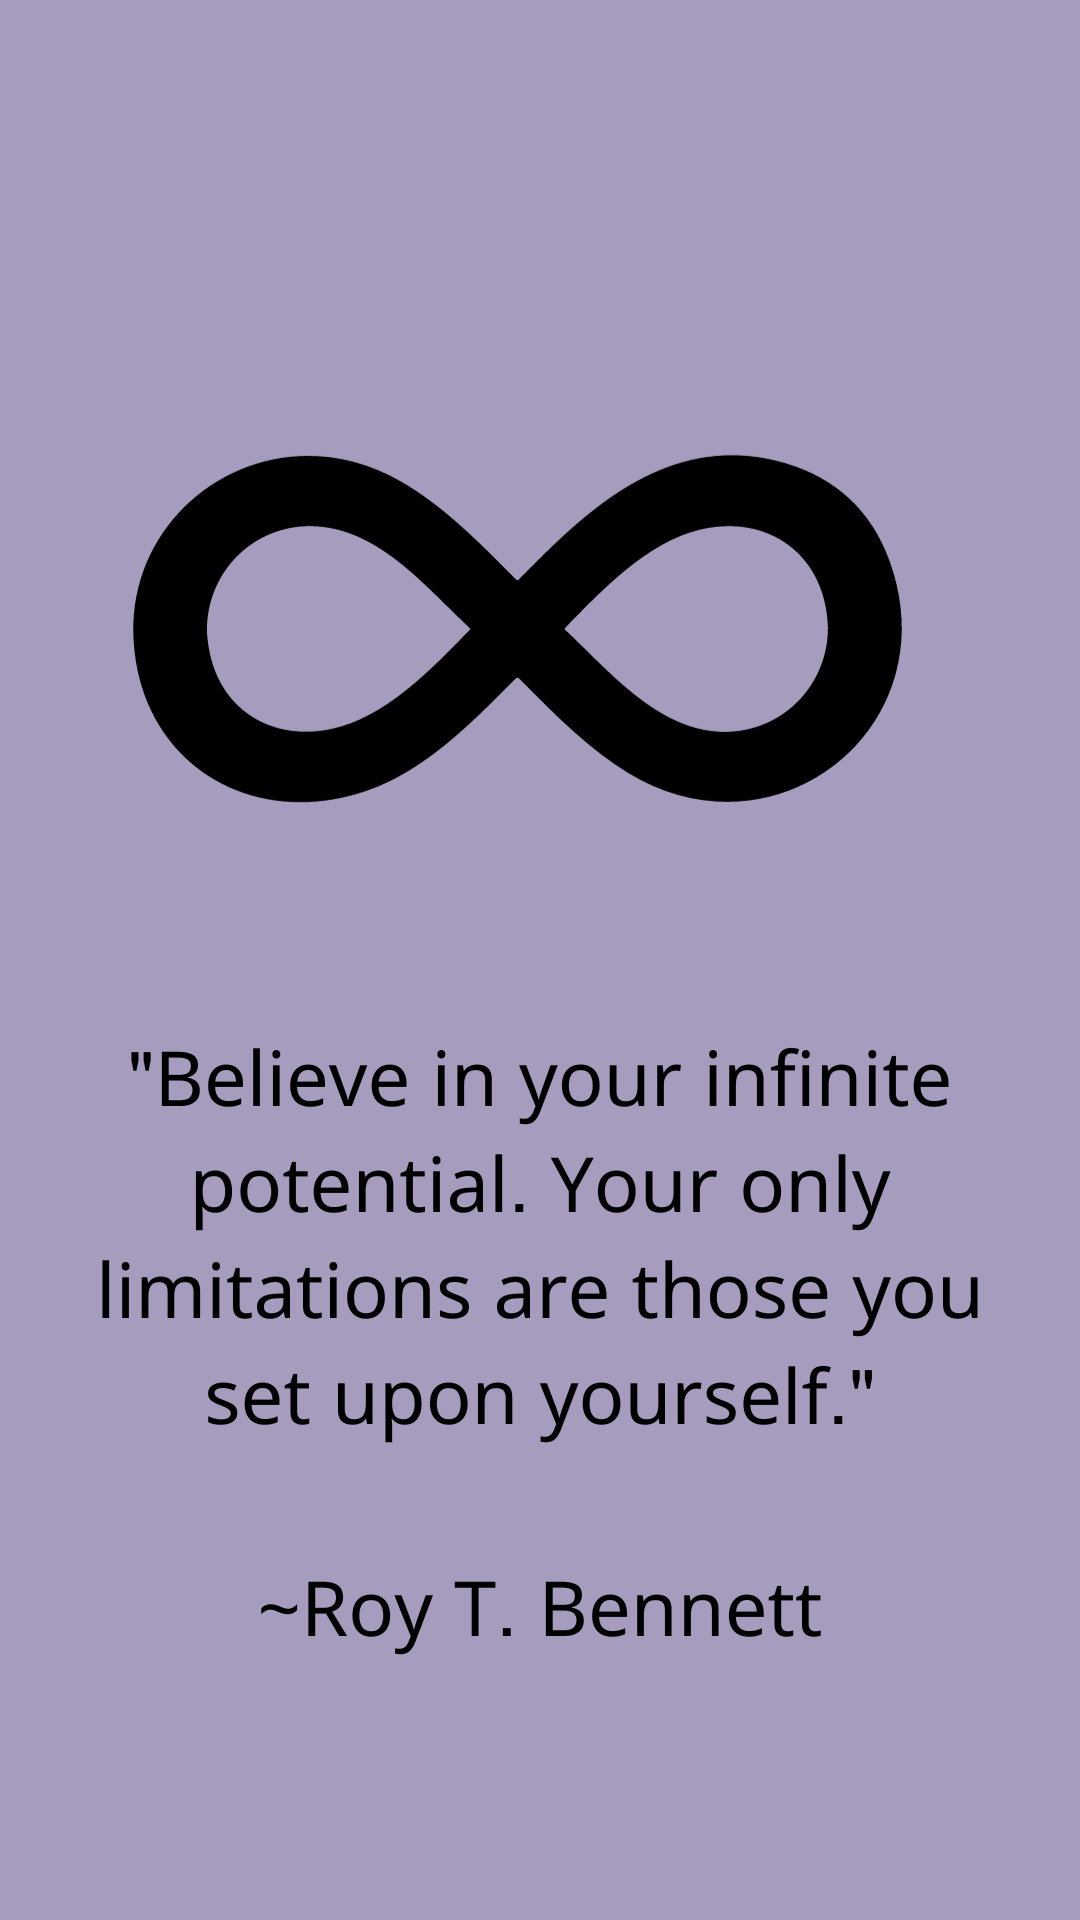 "Believe in your infinite
potential. Your only
limitations are those you
set upon yourself."
~Roy T. Bennett